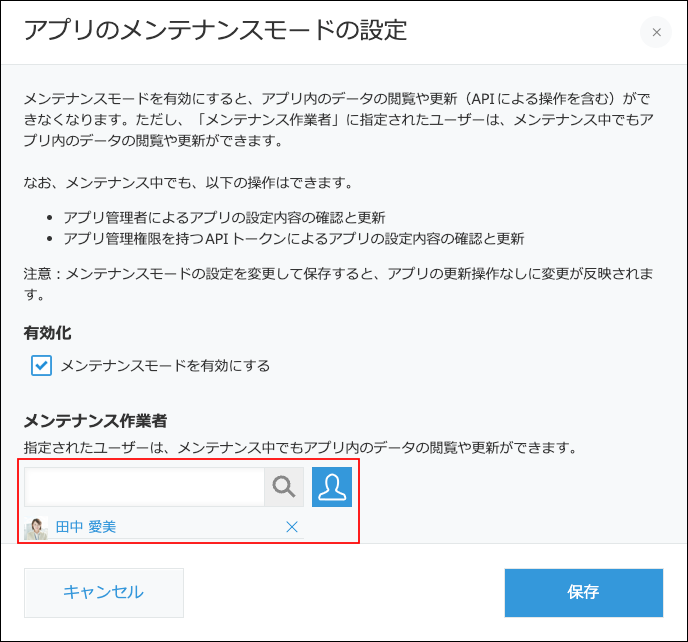 アプリのメンテナンスモードの設定
メンテナンスモードを有効にすると、アプリ内のデータの閲覧や更新（APIによる操作を含む）がで
きなくなります。ただし、「メンテナンス作業者」に指定されたユーザーは、メンテナンス中でもア
プリ内のデータの閲覧や更新ができます。
なお、メンテナンス中でも、以下の操作はできます。
• アプリ管理者によるアプリの設定内容の確認と更新
• アプリ管理権限を持つAPIトークンによるアプリの設定内容の確認と更新
注意：メンテナンスモードの設定を変更して保存すると、アプリの更新操作なしに変更が反映されま
す。
有効化
メンテナンスモードを有効にする
メンテナンス作業者
指定されたユーザーは、メンテナンス中でもアプリ内のデータの閲覧や更新ができます。
田中 愛美
キャンセル
保存